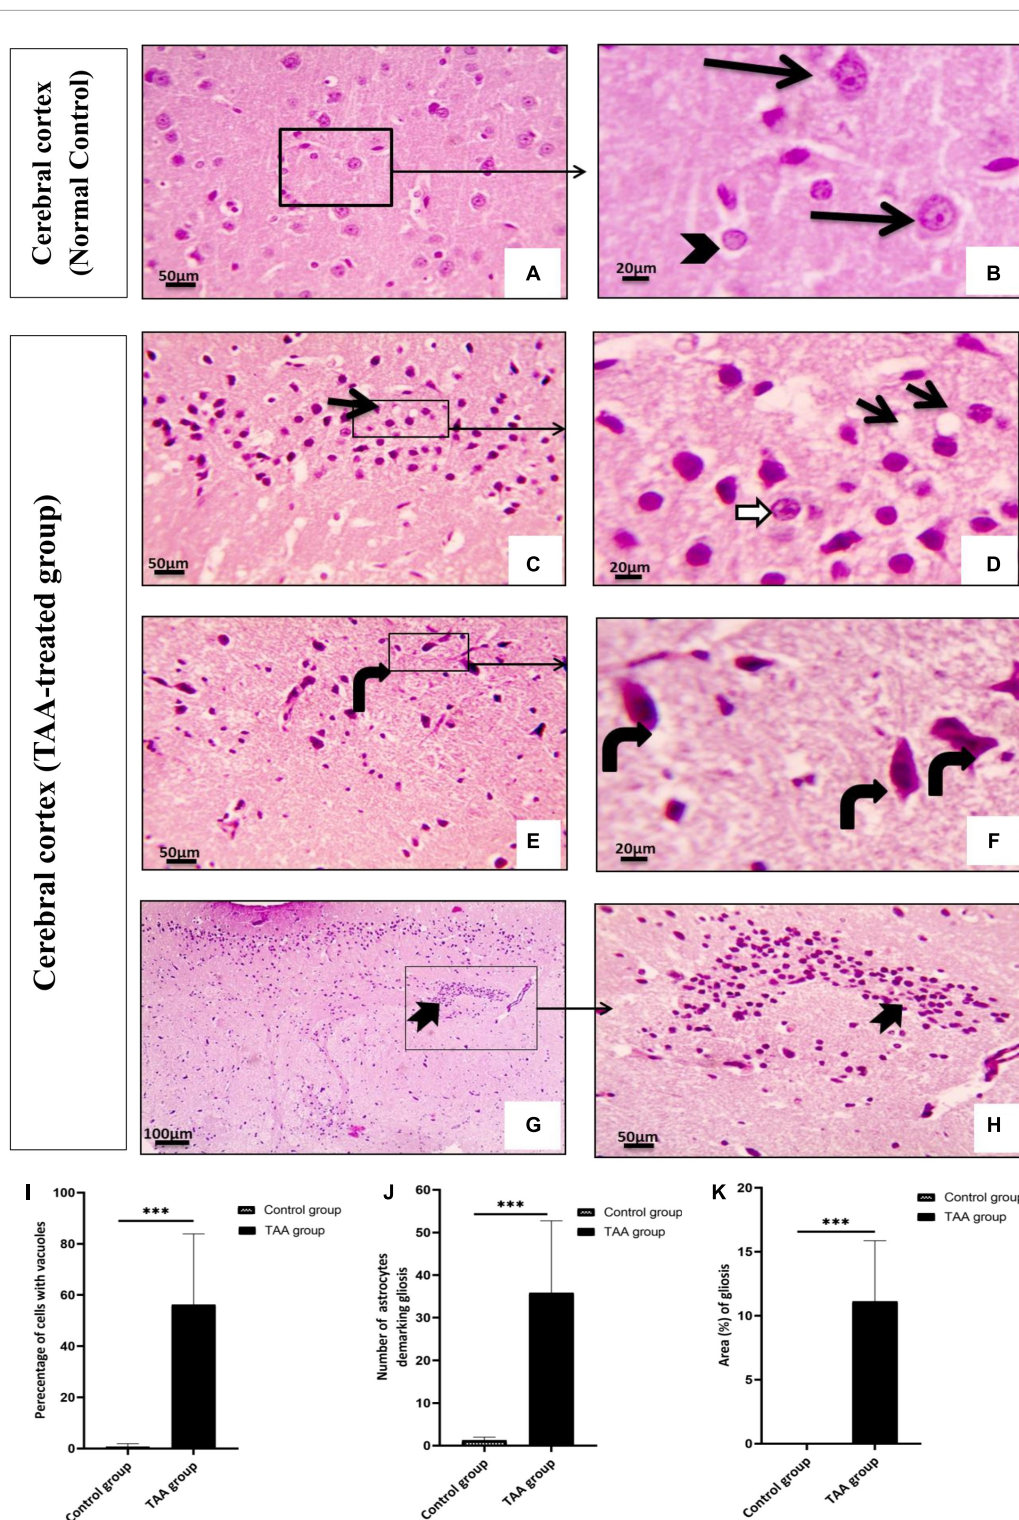 Cerebral cortex
(Normal Control)
50µm
A
20µm
B
Cerebral cortex (TAA-treated group)
50µm
C
20µm
D
50µm
E
20µm
F
100µm
G
50µm
H
I
Perecentage of cells with vacuoles
100
80
60
40
20
0
***
Control group
TAA group
Control group
TAA group
J
Number of astrocytes
demarking gliosis
60
50
40
30
20
10
0
***
Control group
TAA group
Control group
TAA group
K
Area (%) of gliosis
20
15
10
5
0
***
Control group
TAA group
Control group
TAA group